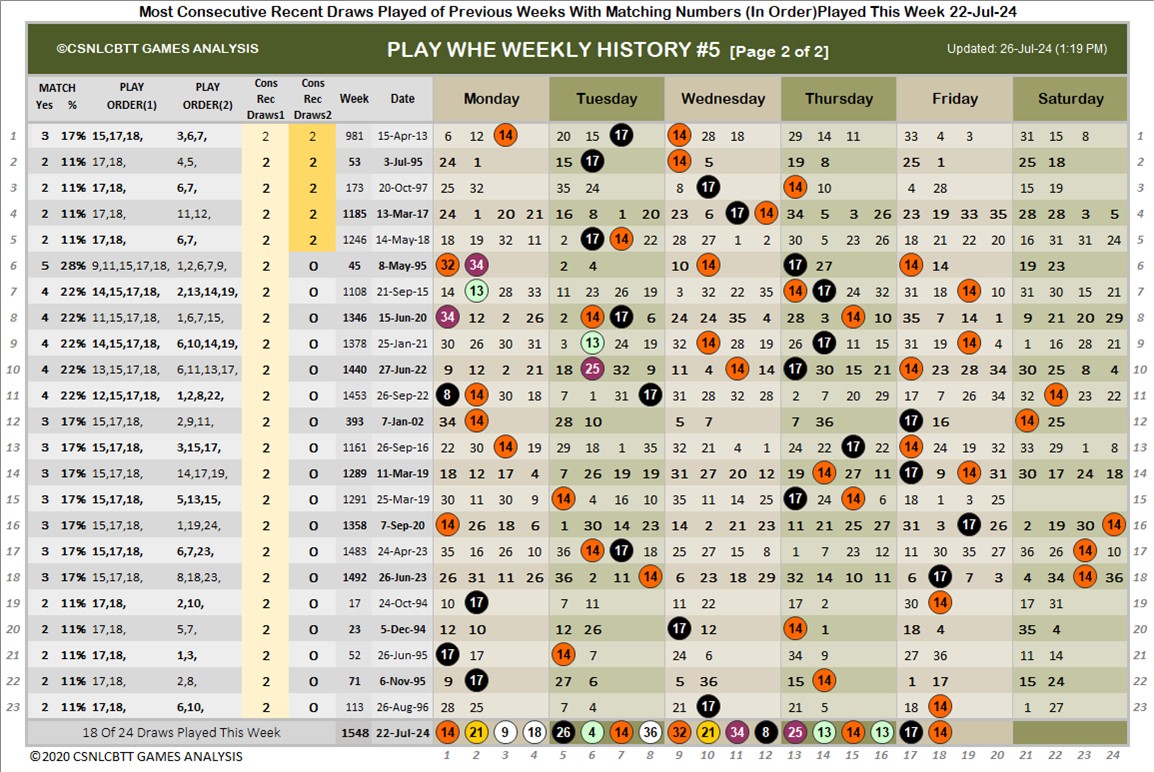 Most Consecutive Recent Draws Played of Previous Weeks With Matching Numbers (In Order)Played This Week 22-Jul-24
©CSNLCBTT GAMES ANALYSIS PLAY WHE WEEKLY HISTORY #5 [Page 2 of 2] Updated: 26-Jul-24 (1:19 PM)
MATCH Yes % PLAY ORDER(1) PLAY ORDER(2) Cons Rec Draws1 Cons Rec Draws2 Week Date Monday Tuesday Wednesday Thursday Friday Saturday
1 3 17% 15,17,18, 3,6,7, 2 2 981 15-Apr-13 6 12 14 20 15 17 14 28 18 29 14 11 33 4 3 31 15 8 1
2 2 11% 17,18, 4,5, 2 2 53 3-Jul-95 24 1 15 17 14 5 19 8 25 1 25 18 2
3 2 11% 17,18, 6,7, 2 2 173 20-Oct-97 25 32 35 24 8 17 14 10 4 28 15 19 3
4 2 11% 17,18, 11,12, 2 2 1185 13-Mar-17 24 1 20 21 16 8 1 20 23 6 17 14 34 5 3 26 23 19 33 35 28 28 3 5 4
5 2 11% 17,18, 6,7, 2 2 1246 14-May-18 18 19 32 11 2 17 14 22 28 27 1 2 30 5 23 26 18 21 22 20 16 31 31 24 5
6 5 28% 9,11,15,17,18, 1,2,6,7,9, 2 0 45 8-May-95 32 34 2 4 10 14 17 27 14 14 19 23 6
7 4 22% 14,15,17,18, 2,13,14,19, 2 0 1108 21-Sep-15 14 13 28 33 11 23 26 19 3 32 22 35 14 17 24 32 11 18 14 10 31 30 15 21 7
8 4 22% 11,15,17,18, 1,6,7,15, 2 0 1346 15-Jun-20 34 12 2 26 2 14 17 6 24 24 35 4 28 3 14 10 35 7 14 1 9 21 20 29 8
9 4 22% 14,15,17,18, 6,10,14,19, 2 0 1378 25-Jan-21 30 26 30 31 3 13 24 19 32 14 28 19 26 17 11 15 31 19 14 4 1 16 28 21 9
10 4 22% 13,15,17,18, 6,11,13,17, 2 0 1440 27-Jun-22 9 12 2 21 18 25 32 9 11 4 14 14 17 30 15 21 14 23 28 34 30 25 8 4 10
11 4 22% 12,15,17,18, 1,2,8,22, 2 0 1453 26-Sep-22 8 14 30 18 7 1 31 17 31 28 32 28 2 7 20 29 17 7 26 34 32 14 23 22 11
12 3 17% 15,17,18, 2,9,11, 2 0 393 7-Jan-02 34 14 28 10 5 7 7 36 17 16 14 25 12
13 3 17% 15,17,18, 3,15,17, 2 0 1161 26-Sep-16 22 30 14 19 29 18 1 35 32 21 4 1 24 22 17 22 14 24 19 32 33 29 1 8 13
14 3 17% 15,17,18, 14,17,19, 2 0 1289 11-Mar-19 18 12 17 4 7 26 19 19 31 27 20 12 19 14 27 11 17 9 14 31 30 17 24 18 14
15 3 17% 15,17,18, 5,13,15, 2 0 1291 25-Mar-19 30 11 30 9 14 4 16 10 35 11 14 25 17 24 14 6 18 1 3 25 15
16 3 17% 15,17,18, 1,19,24, 2 0 1358 7-Sep-20 14 26 18 6 1 30 14 23 14 2 21 23 11 21 25 27 31 3 17 26 2 19 30 14 16
17 3 17% 15,17,18, 6,7,23, 2 0 1483 24-Apr-23 35 16 26 10 36 14 17 18 25 27 15 8 1 7 23 12 11 30 35 27 36 26 14 10 17
18 3 17% 15,17,18, 8,18,23, 2 0 1492 26-Jun-23 26 31 11 26 36 2 11 14 6 23 18 29 32 14 10 11 6 17 7 3 4 34 14 36 18
19 2 11% 17,18, 2,10, 2 0 17 24-Oct-94 10 17 7 11 11 22 17 2 30 14 17 31 19
20 2 11% 17,18, 5,7, 2 0 23 5-Dec-94 12 10 12 26 17 12 14 1 18 4 35 4 20
21 2 11% 17,18, 1,3, 2 0 52 26-Jun-95 17 17 14 7 24 6 34 9 27 36 11 14 21
22 2 11% 17,18, 2,8, 2 0 71 6-Nov-95 9 17 27 6 5 36 15 14 1 17 15 24 22
23 2 11% 17,18, 6,10, 2 0 113 26-Aug-96 28 25 7 4 21 17 21 5 18 14 1 27 23
18 Of 24 Draws Played This Week 1548 22-Jul-24 14 21 9 18 26 4 14 36 32 21 34 8 25 13 14 13 17 14
©2020 CSNLCBTT GAMES ANALYSIS 1 2 3 4 5 6 7 8 9 10 11 12 13 14 15 16 17 18 19 20 21 22 23 24